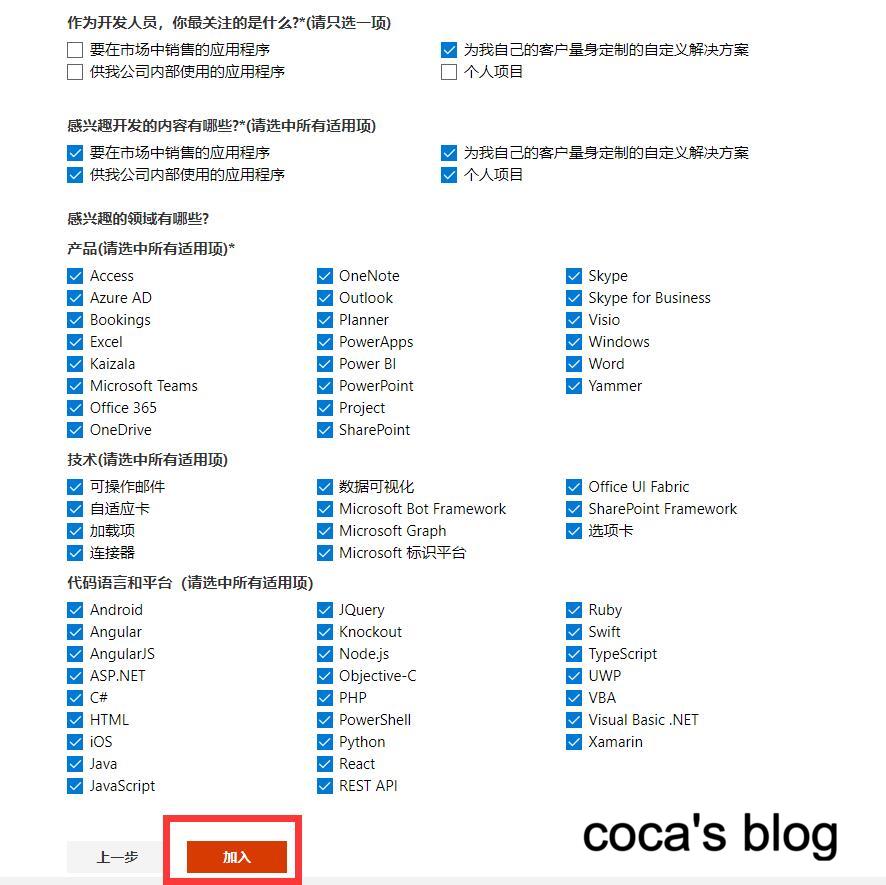 作为开发人员，你最关注的是什么?*(请只选一项)
要在市场中销售的应用程序 为我自己的客户量身定制的自定义解决方案
供我公司内部使用的应用程序 个人项目
感兴趣开发的内容有哪些?*(请选中所有适用项)
要在市场中销售的应用程序 为我自己的客户量身定制的自定义解决方案
供我公司内部使用的应用程序 个人项目
感兴趣的领域有哪些?
产品(请选中所有适用项)*
Access OneNote Skype
Azure AD Outlook Skype for Business
Bookings Planner Visio
Excel PowerApps Windows
Kaizala Power BI Word
Microsoft Teams PowerPoint Yammer
Office 365 Project
OneDrive SharePoint
技术(请选中所有适用项)
可操作邮件 数据可视化 Office UI Fabric
自适应卡 Microsoft Bot Framework SharePoint Framework
加载项 Microsoft Graph 选项卡
连接器 Microsoft 标识平台
代码语言和平台（请选中所有适用项)
Android JQuery Ruby
Angular Knockout Swift
AngularJS Node.js TypeScript
ASP.NET Objective-C UWP
C# PHP VBA
HTML PowerShell Visual Basic .NET
iOS Python Xamarin
Java React
JavaScript REST API
上一步 加入
coca's blog